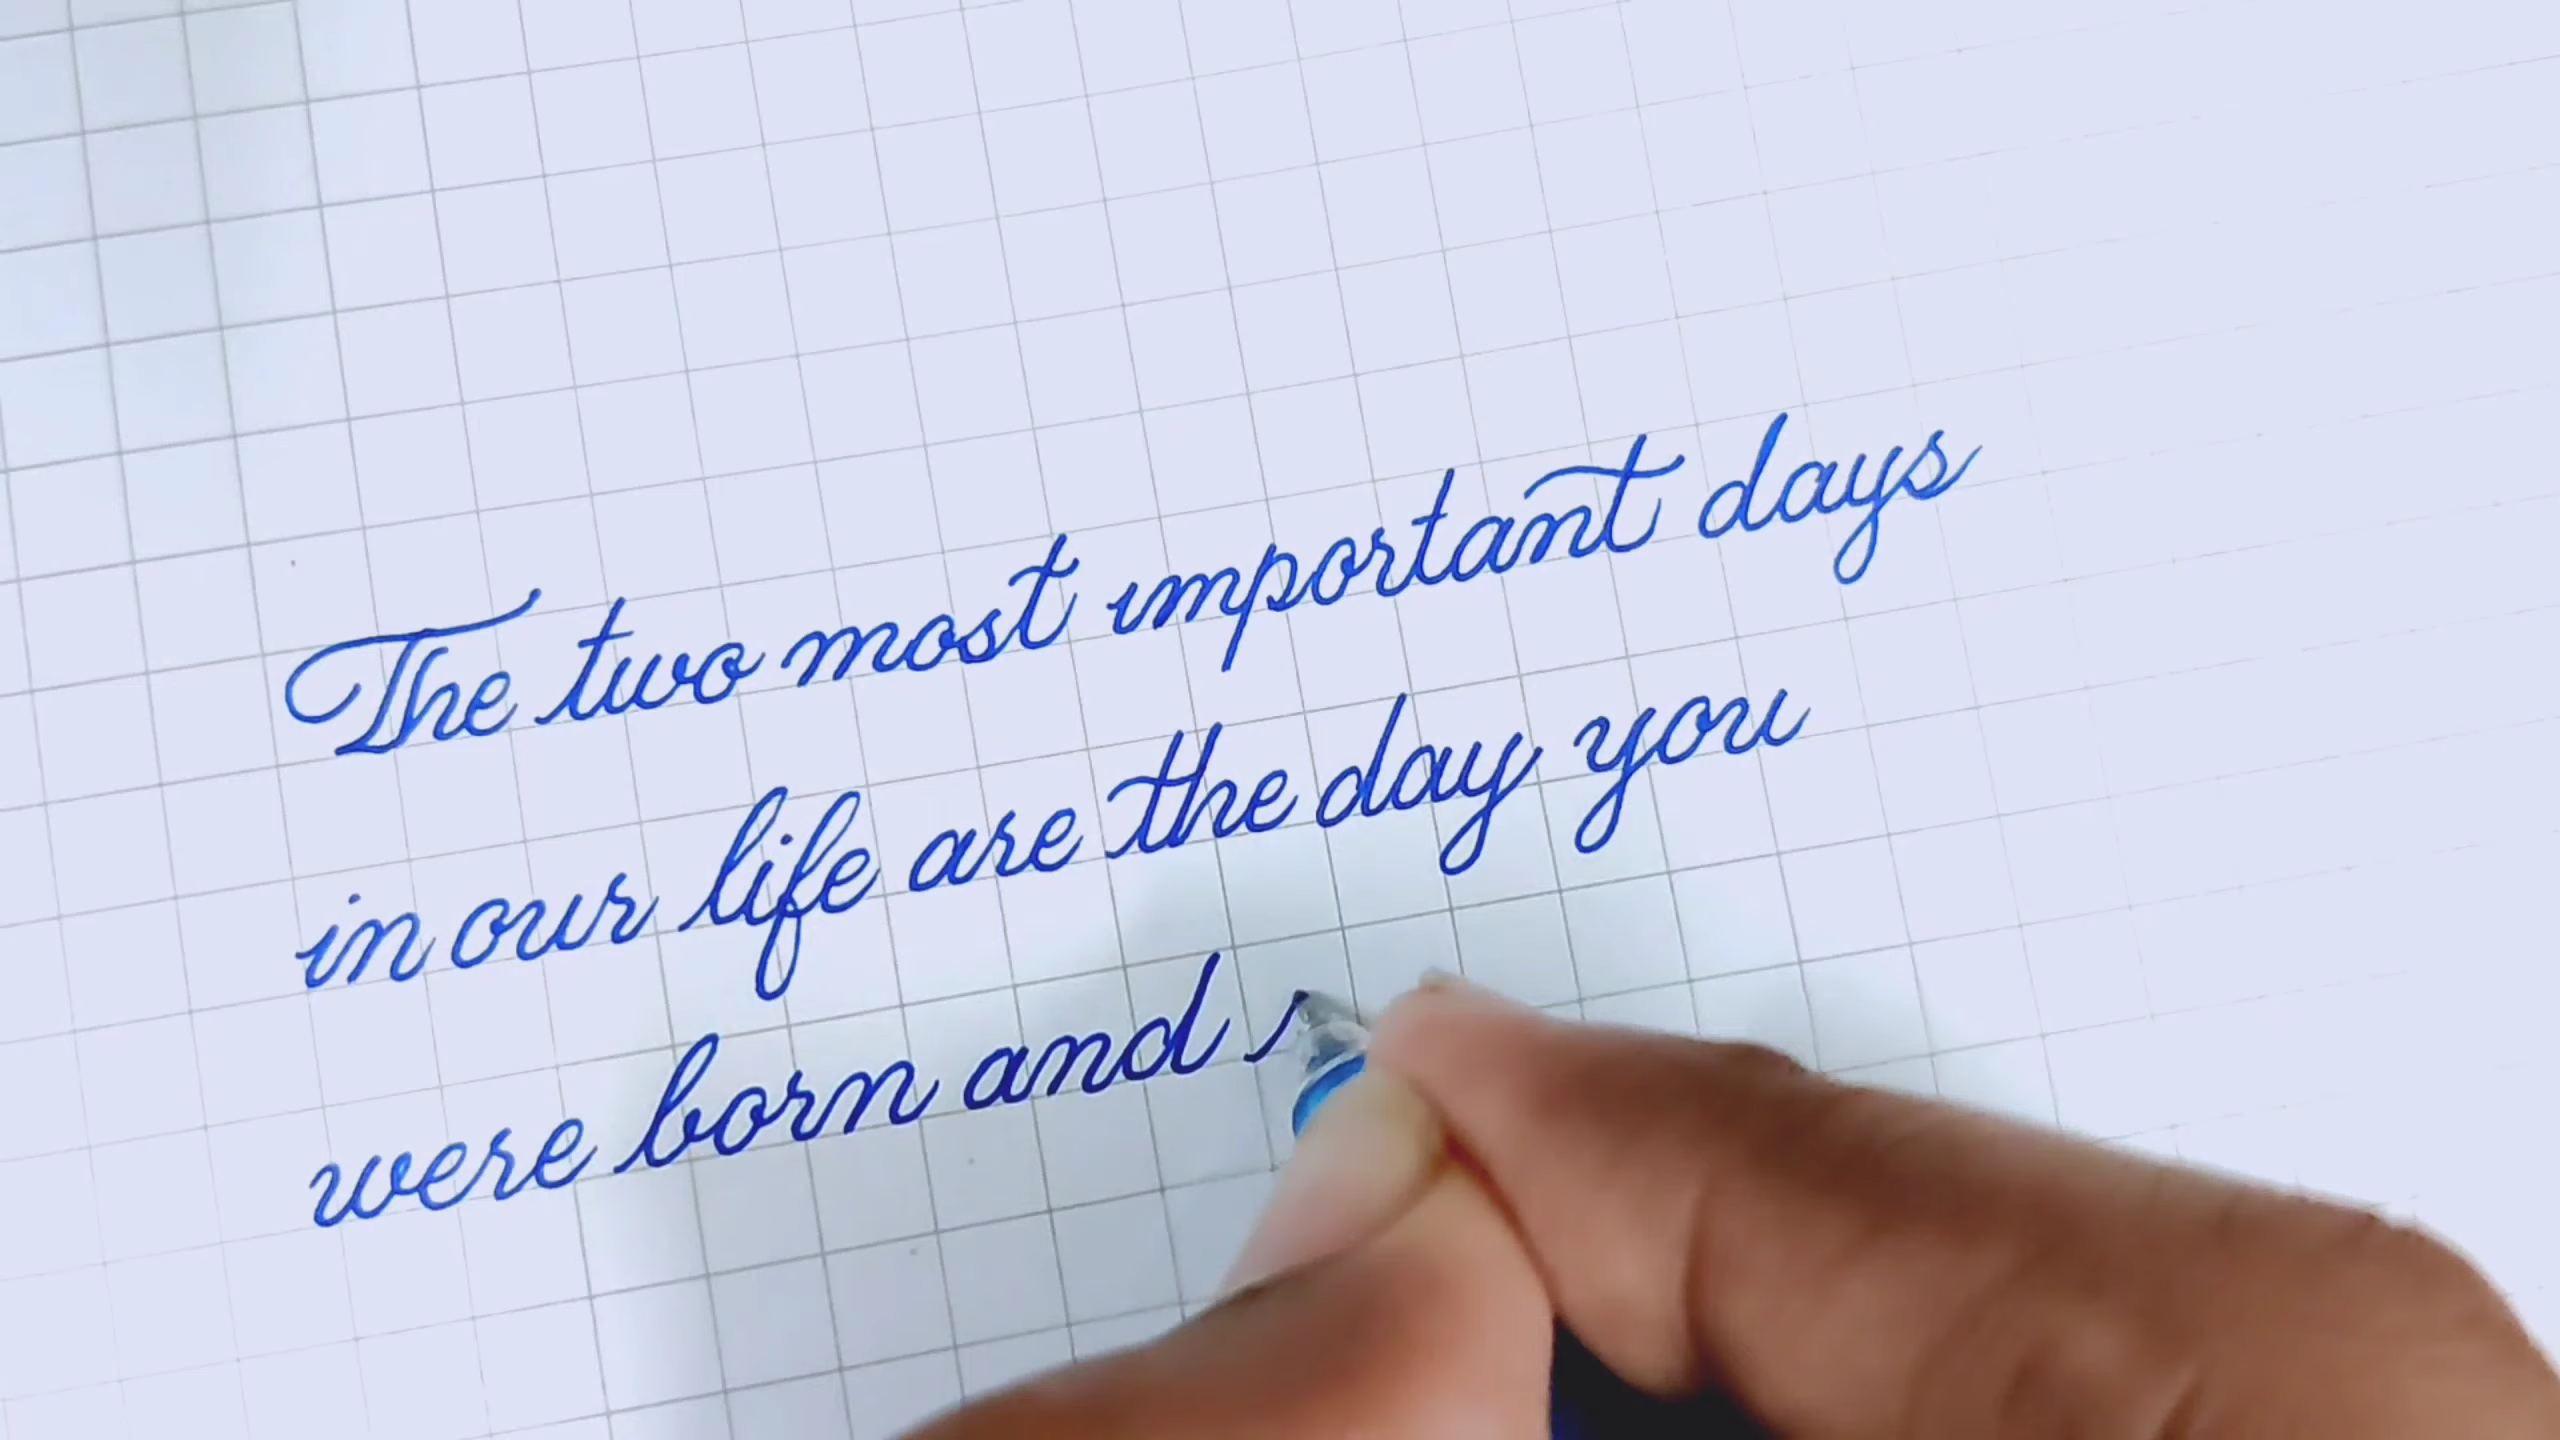 The two most important days
in our life are the day you
were born and